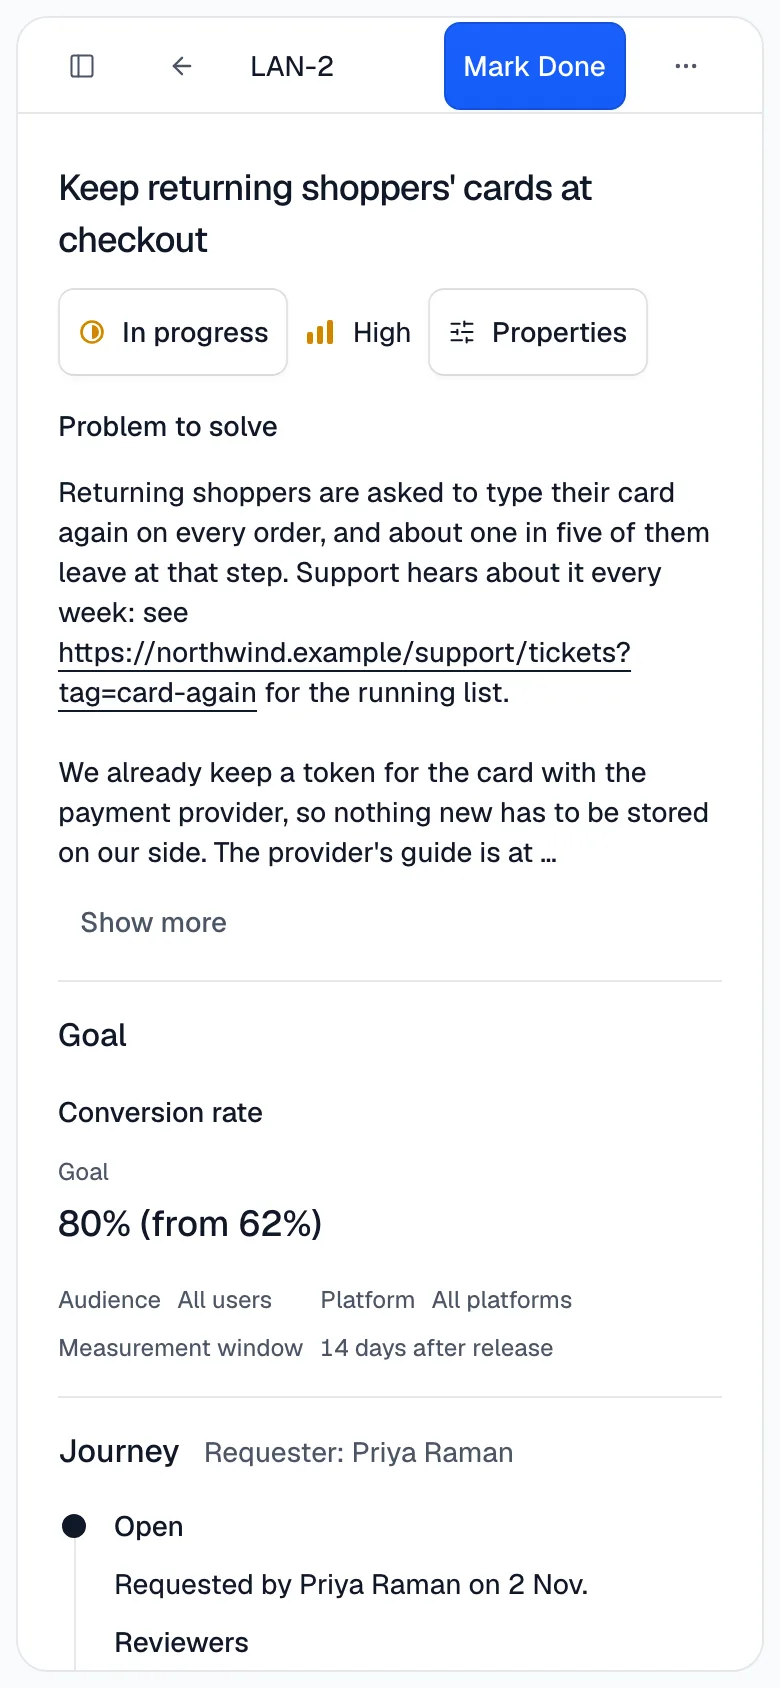 LAN-2
Mark Done
Keep returning shoppers' cards at
checkout
In progress
High
Properties
Problem to solve
Returning shoppers are asked to type their card
again on every order, and about one in five of them
leave at that step. Support hears about it every
week: see
https://northwind.example/support/tickets?
tag=card-again for the running list.
We already keep a token for the card with the
payment provider, so nothing new has to be stored
on our side. The provider's guide is at ...
Show more
Goal
Conversion rate
Goal
80% (from 62%)
Audience All users Platform All platforms
Measurement window 14 days after release
Journey Requester: Priya Raman
Open
Requested by Priya Raman on 2 Nov.
Reviewers